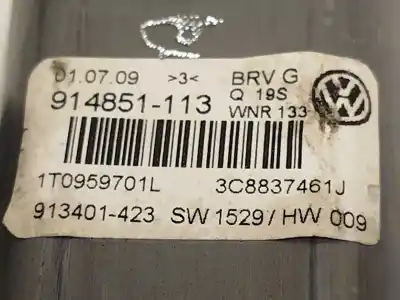 01.07.09 >3< BRV G
914851-113 Q 19S
WNR 133
1T0959701L 3C8837461J
913401-423 SW 1529/ HW 009